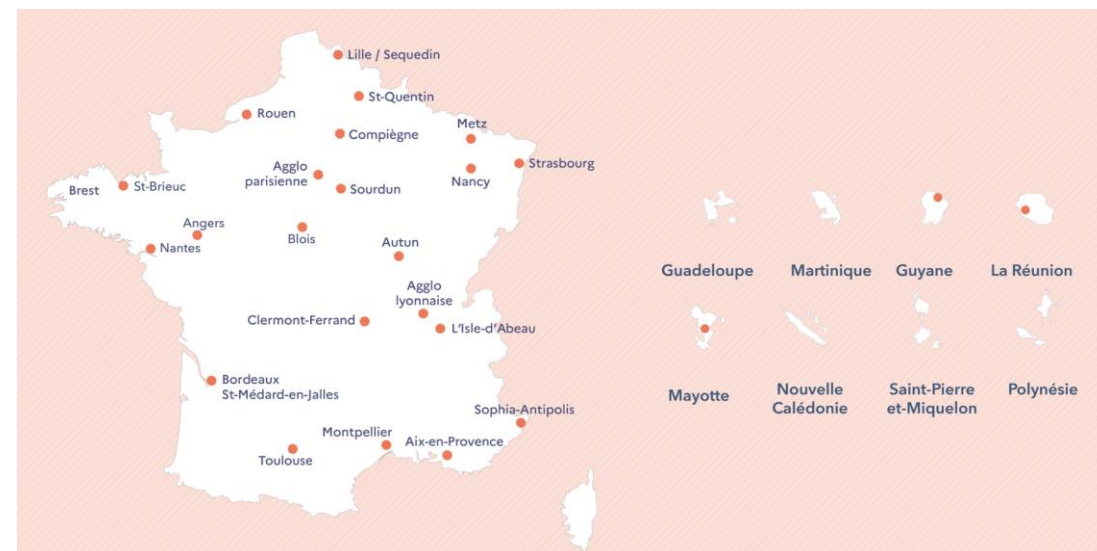 Lille / Sequedin
St-Quentin
Rouen
Compiègne
Metz
Strasbourg
Agglo
parisienne
Nancy
Brest
St-Brieuc
Sourdun
Angers
Blois
Nantes
Autun
Agglo
lyonnaise
Clermont-Ferrand
L'Isle-d'Abeau
Bordeaux
St-Médard-en-Jalles
Sophia-Antipolis
Montpellier
Aix-en-Provence
Toulouse
Guadeloupe
Martinique
Guyane
La Réunion
Mayotte
Nouvelle
Calédonie
Saint-Pierre
et-Miquelon
Polynésie